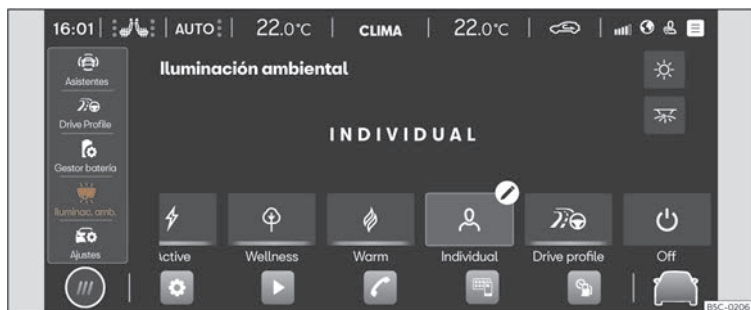 16:01 AUTO 22.0°C CLIMA 22.0°C
Iluminación ambiental
Asistentes
Drive Profile
INDIVIDUAL
Gestor batería
Iluminac. amb.
Ajustes
ctive Wellness Warm Individual Drive profile Off
BSC-0206